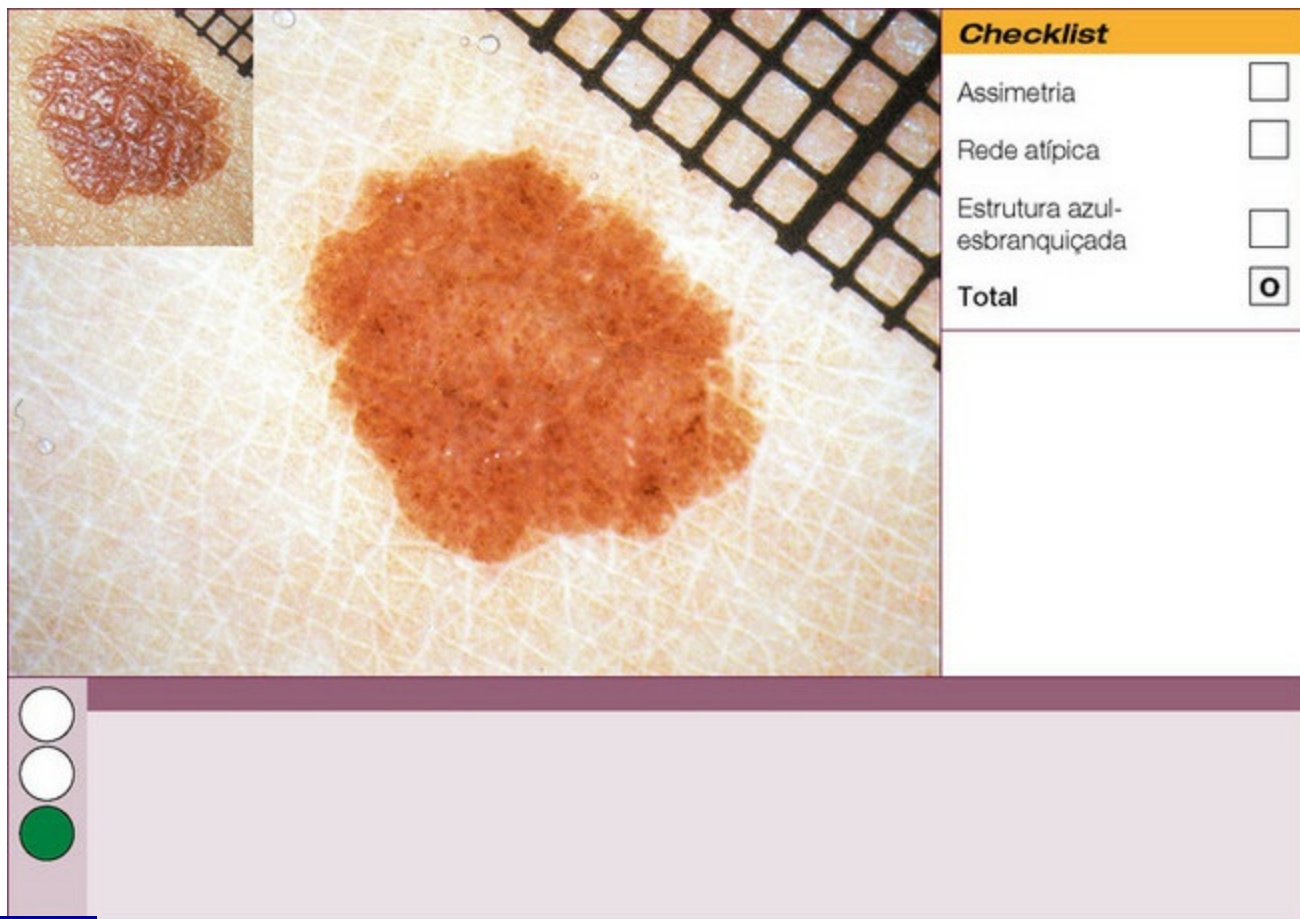 Checklist
Assimetria
Rede atípica
Estrutura azul-
esbranquiçada
Total
0